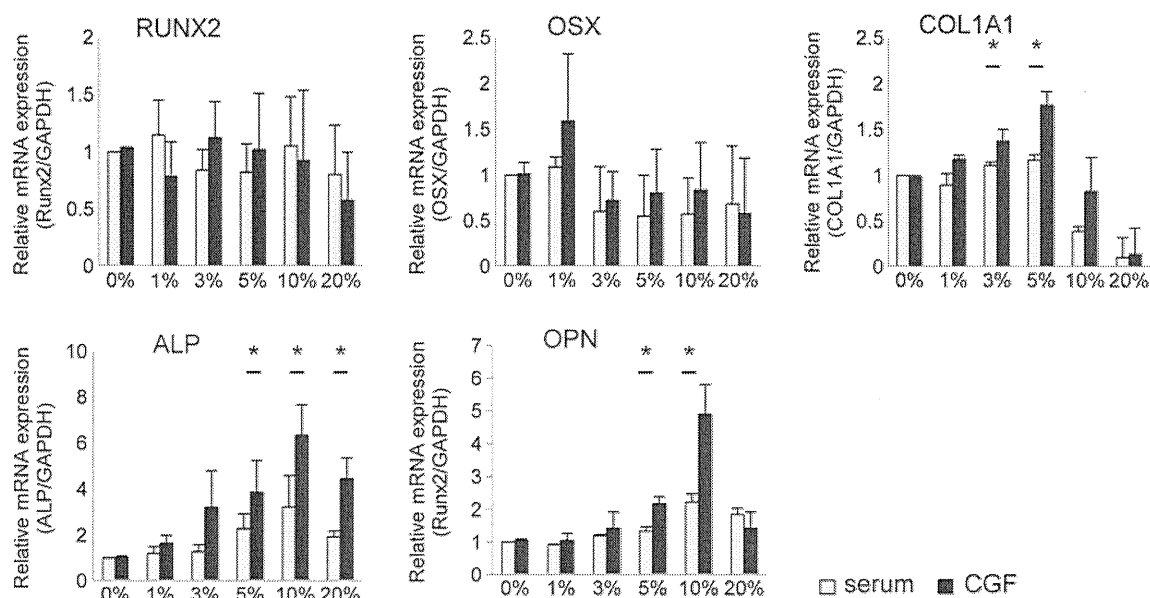 RUNX2
Relative mRNA expression
(Runx2/GAPDH)
2
1.5
1
0.5
0
0% 1% 3% 5% 10% 20%
OSX
Relative mRNA expression
(OSX/GAPDH)
2.5
2
1.5
1
0.5
0
0% 1% 3% 5% 10% 20%
COL1A1
* *
Relative mRNA expression
(COL1A1/GAPDH)
2.5
2
1.5
1
0.5
0
0% 1% 3% 5% 10% 20%
ALP
* * *
Relative mRNA expression
(ALP/GAPDH)
10
8
6
4
2
0
0% 1% 3% 5% 10% 20%
OPN
* *
Relative mRNA expression
(Runx2/GAPDH)
7
6
5
4
3
2
1
0
0% 1% 3% 5% 10% 20%
serum CGF